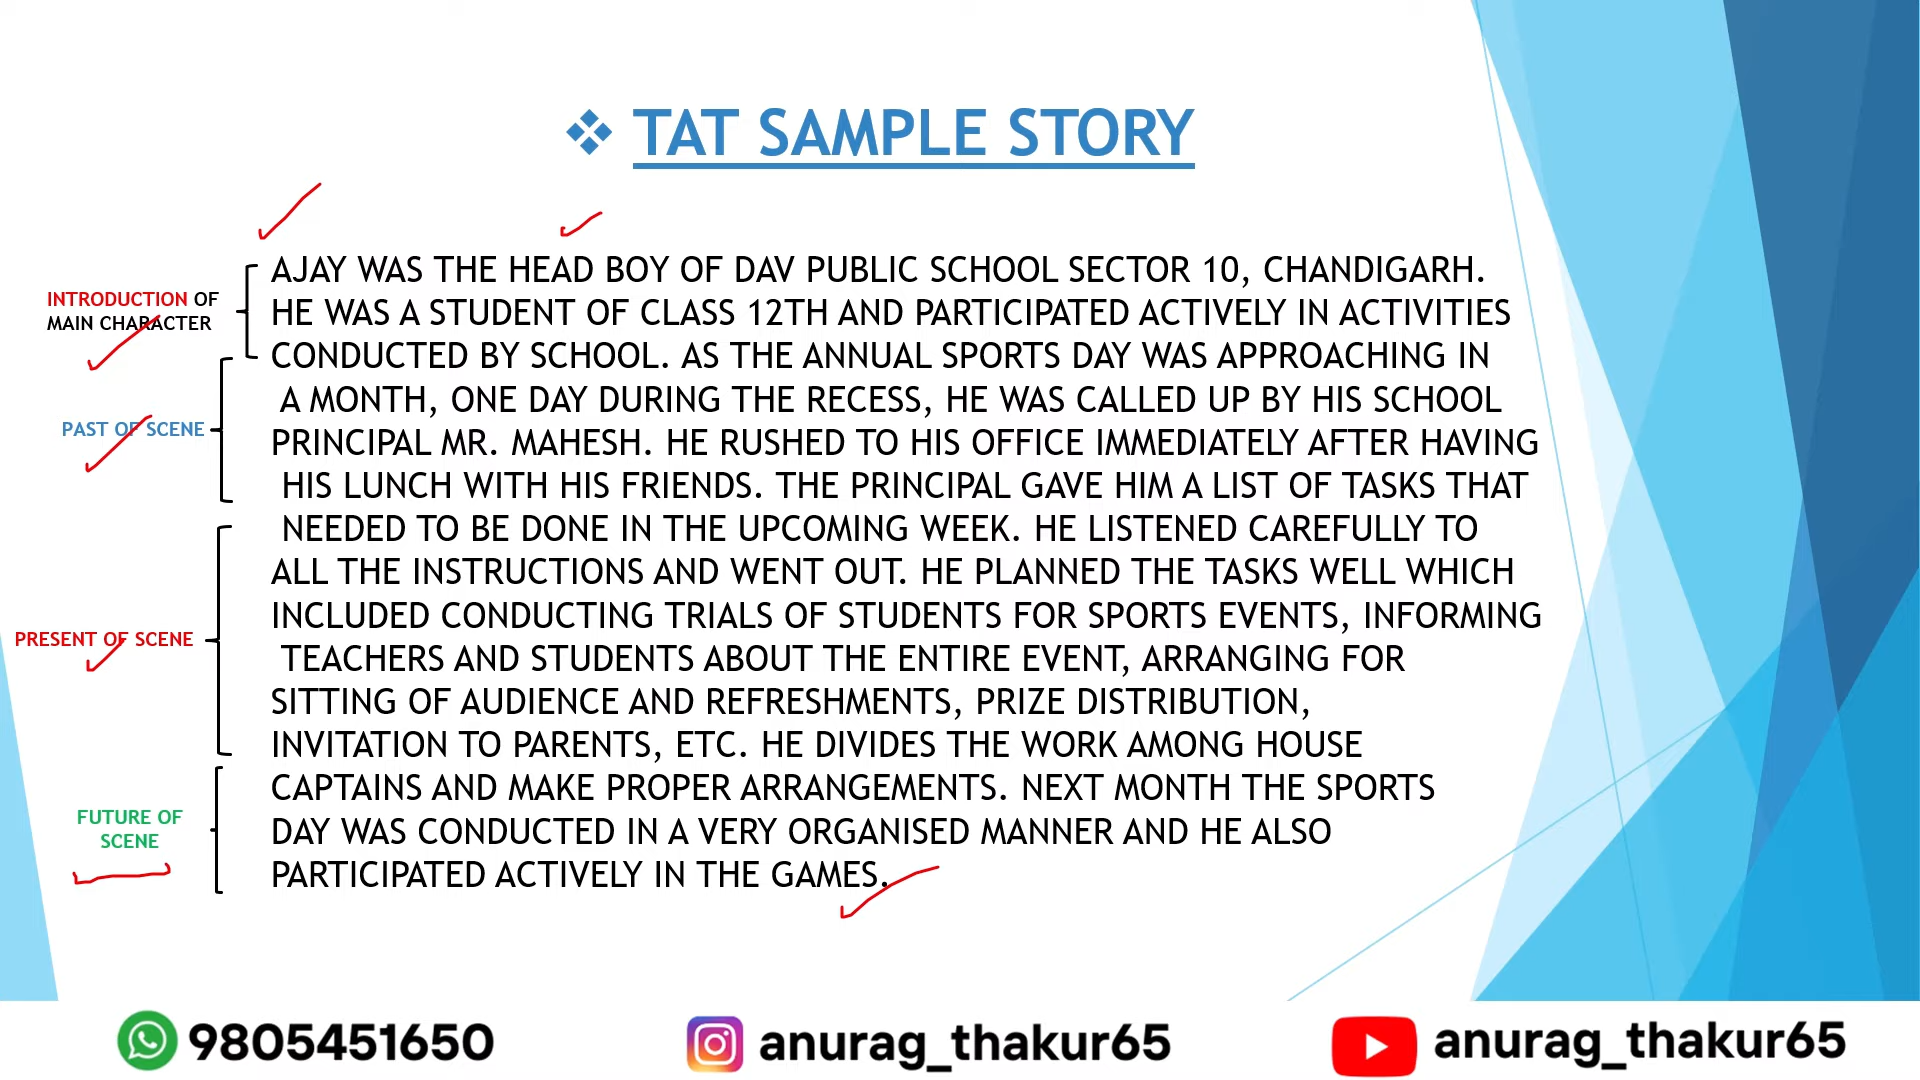 ❖ TAT SAMPLE STORY
INTRODUCTION OF
MAIN CHARACTER
PAST OF SCENE
PRESENT OF SCENE
FUTURE OF
SCENE
AJAY WAS THE HEAD BOY OF DAV PUBLIC SCHOOL SECTOR 10, CHANDIGARH.
HE WAS A STUDENT OF CLASS 12TH AND PARTICIPATED ACTIVELY IN ACTIVITIES
CONDUCTED BY SCHOOL. AS THE ANNUAL SPORTS DAY WAS APPROACHING IN
A MONTH, ONE DAY DURING THE RECESS, HE WAS CALLED UP BY HIS SCHOOL
PRINCIPAL MR. MAHESH. HE RUSHED TO HIS OFFICE IMMEDIATELY AFTER HAVING
HIS LUNCH WITH HIS FRIENDS. THE PRINCIPAL GAVE HIM A LIST OF TASKS THAT
NEEDED TO BE DONE IN THE UPCOMING WEEK. HE LISTENED CAREFULLY TO
ALL THE INSTRUCTIONS AND WENT OUT. HE PLANNED THE TASKS WELL WHICH
INCLUDED CONDUCTING TRIALS OF STUDENTS FOR SPORTS EVENTS, INFORMING
TEACHERS AND STUDENTS ABOUT THE ENTIRE EVENT, ARRANGING FOR
SITTING OF AUDIENCE AND REFRESHMENTS, PRIZE DISTRIBUTION,
INVITATION TO PARENTS, ETC. HE DIVIDES THE WORK AMONG HOUSE
CAPTAINS AND MAKE PROPER ARRANGEMENTS. NEXT MONTH THE SPORTS
DAY WAS CONDUCTED IN A VERY ORGANISED MANNER AND HE ALSO
PARTICIPATED ACTIVELY IN THE GAMES.
9805451650
anurag_thakur65
anurag_thakur65